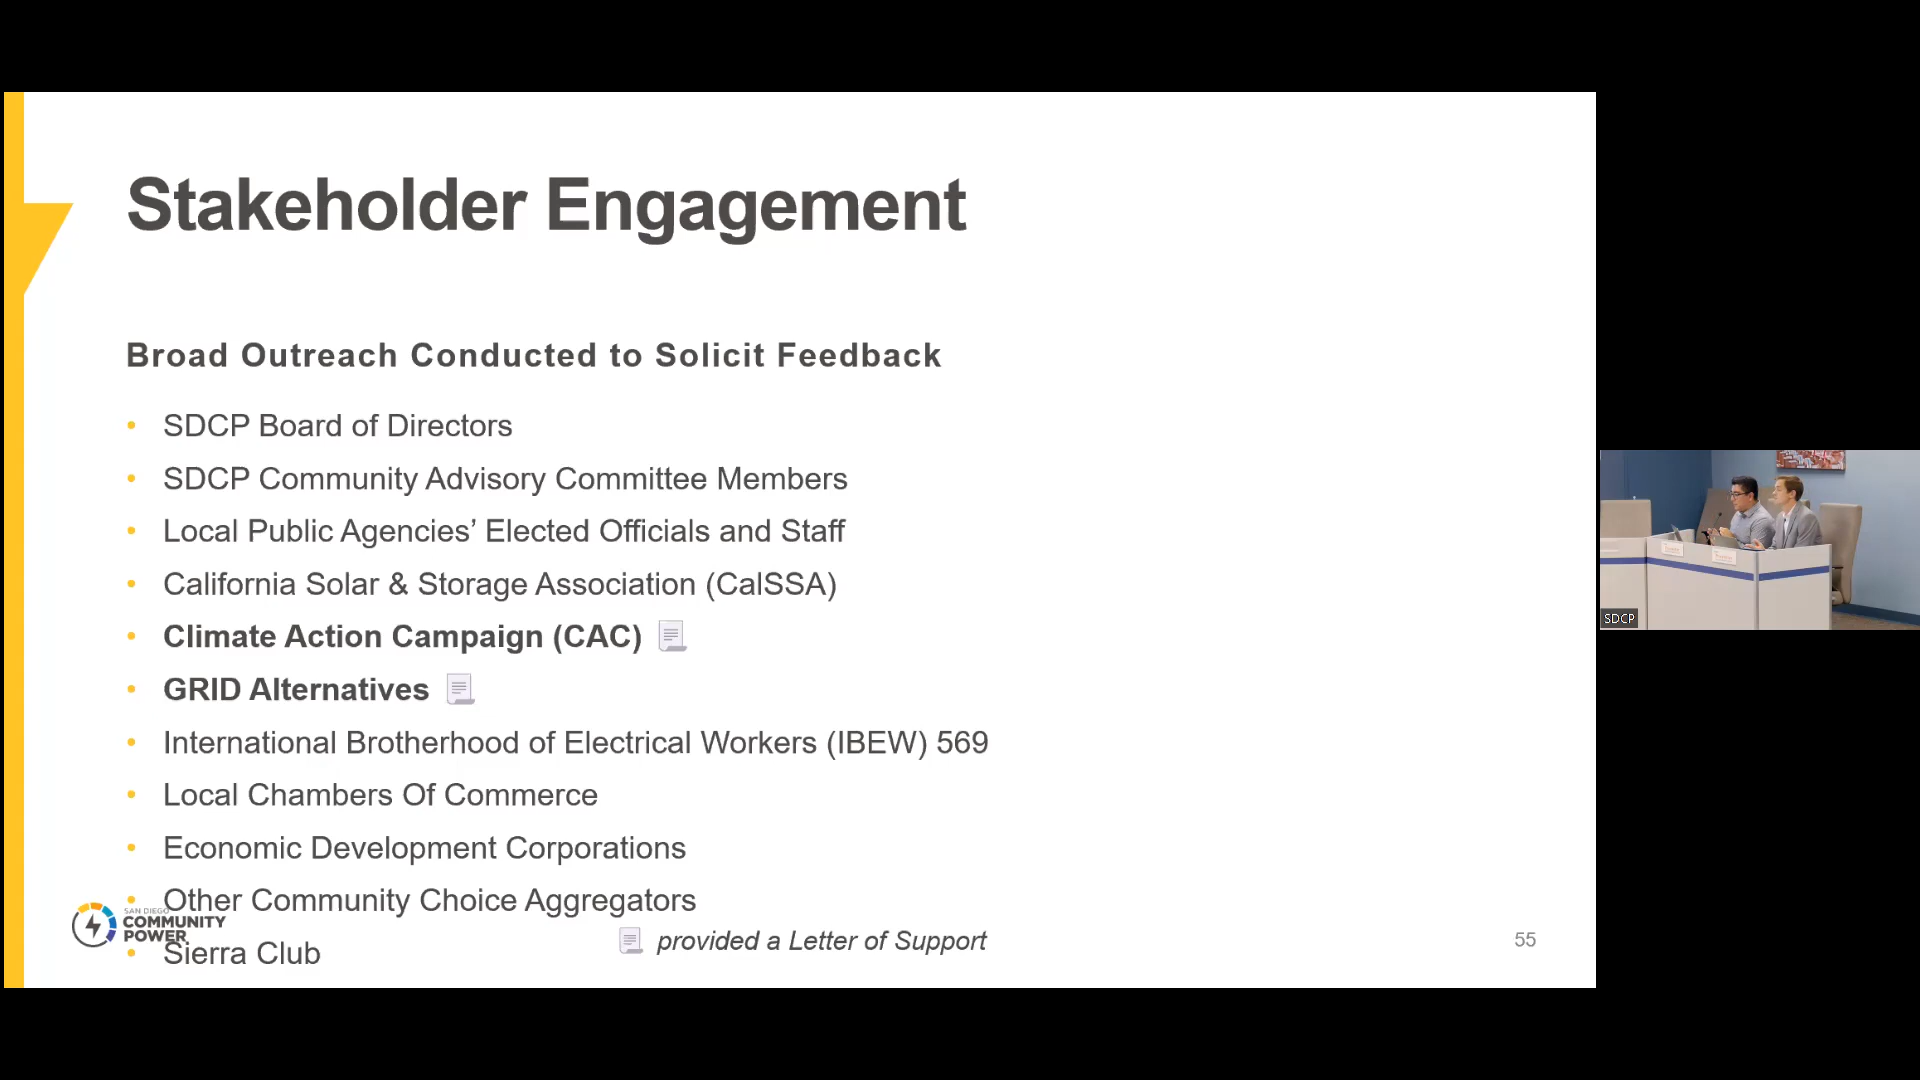 Stakeholder Engagement
Broad Outreach Conducted to Solicit Feedback
• SDCP Board of Directors
• SDCP Community Advisory Committee Members
• Local Public Agencies’ Elected Officials and Staff
• California Solar & Storage Association (CalSSA)
• Climate Action Campaign (CAC)
• GRID Alternatives
• International Brotherhood of Electrical Workers (IBEW) 569
• Local Chambers Of Commerce
• Economic Development Corporations
• Other Community Choice Aggregators
• Sierra Club
SAN DIEGO
COMMUNITY
POWER
provided a Letter of Support
55
SDCP